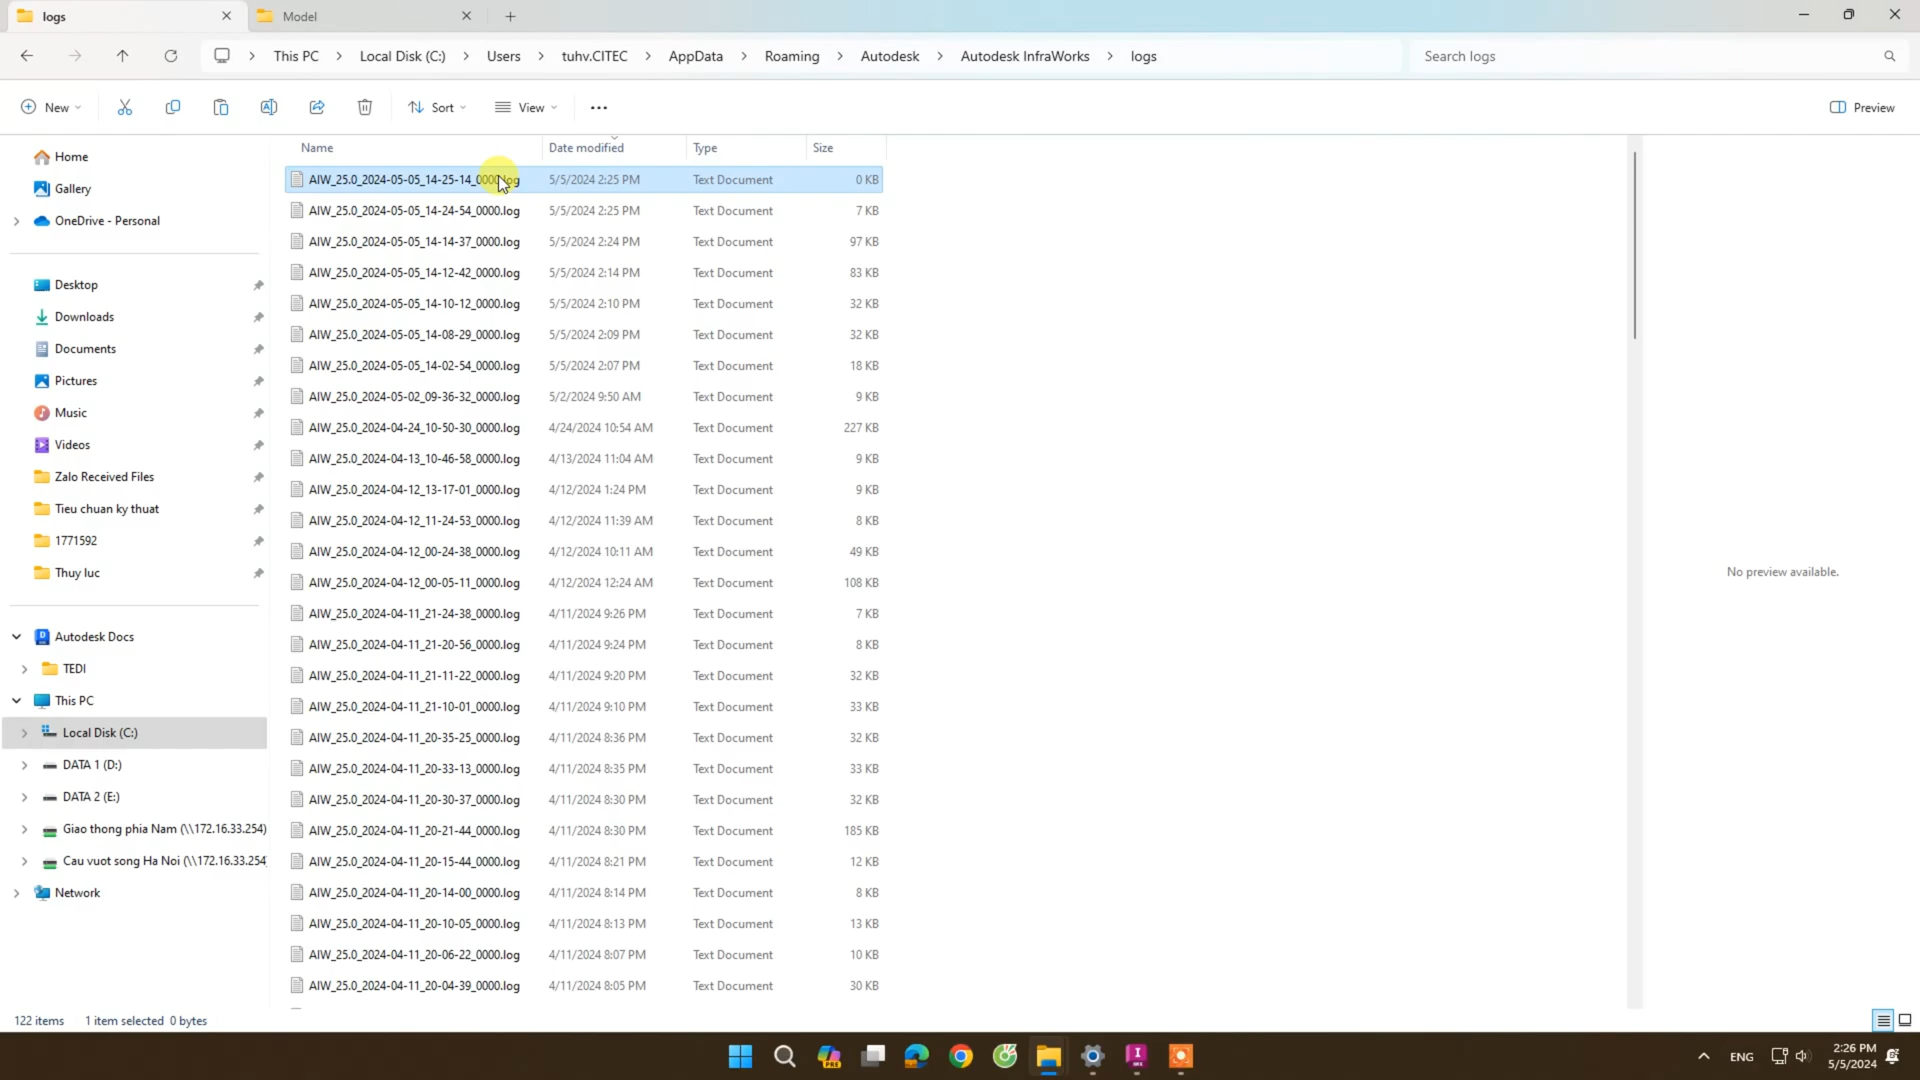 logs
Model
This PC
Local Disk (C:)
Users
tuhv.CITEC
AppData
Roaming
Autodesk
Autodesk InfraWorks
logs
Search logs
New
Sort
View
Preview
Home
Gallery
OneDrive - Personal
Desktop
Downloads
Documents
Pictures
Music
Videos
Zalo Received Files
Tieu chuan ky thuat
1771592
Thuy luc
Autodesk Docs
TEDI
This PC
Local Disk (C:)
DATA 1 (D:)
DATA 2 (E:)
Giao thong phia Nam (\\172.16.33.254)
Cau vuot song Ha Noi (\\172.16.33.254
Network
Name Date modified Type Size
AIW_25.0_2024-05-05_14-25-14_0000.log 5/5/2024 2:25 PM Text Document 0 KB
AIW_25.0_2024-05-05_14-24-54_0000.log 5/5/2024 2:25 PM Text Document 7 KB
AIW_25.0_2024-05-05_14-14-37_0000.log 5/5/2024 2:24 PM Text Document 97 KB
AIW_25.0_2024-05-05_14-12-42_0000.log 5/5/2024 2:14 PM Text Document 83 KB
AIW_25.0_2024-05-05_14-10-12_0000.log 5/5/2024 2:10 PM Text Document 32 KB
AIW_25.0_2024-05-05_14-08-29_0000.log 5/5/2024 2:09 PM Text Document 32 KB
AIW_25.0_2024-05-05_14-02-54_0000.log 5/5/2024 2:07 PM Text Document 18 KB
AIW_25.0_2024-05-02_09-36-32_0000.log 5/2/2024 9:50 AM Text Document 9 KB
AIW_25.0_2024-04-24_10-50-30_0000.log 4/24/2024 10:54 AM Text Document 227 KB
AIW_25.0_2024-04-13_10-46-58_0000.log 4/13/2024 11:04 AM Text Document 9 KB
AIW_25.0_2024-04-12_13-17-01_0000.log 4/12/2024 1:24 PM Text Document 9 KB
AIW_25.0_2024-04-12_11-24-53_0000.log 4/12/2024 11:39 AM Text Document 8 KB
AIW_25.0_2024-04-12_00-24-38_0000.log 4/12/2024 10:11 AM Text Document 49 KB
AIW_25.0_2024-04-12_00-05-11_0000.log 4/12/2024 12:24 AM Text Document 108 KB
AIW_25.0_2024-04-11_21-24-38_0000.log 4/11/2024 9:26 PM Text Document 7 KB
AIW_25.0_2024-04-11_21-20-56_0000.log 4/11/2024 9:24 PM Text Document 8 KB
AIW_25.0_2024-04-11_21-11-22_0000.log 4/11/2024 9:20 PM Text Document 32 KB
AIW_25.0_2024-04-11_21-10-01_0000.log 4/11/2024 9:10 PM Text Document 33 KB
AIW_25.0_2024-04-11_20-35-25_0000.log 4/11/2024 8:36 PM Text Document 32 KB
AIW_25.0_2024-04-11_20-33-13_0000.log 4/11/2024 8:35 PM Text Document 33 KB
AIW_25.0_2024-04-11_20-30-37_0000.log 4/11/2024 8:30 PM Text Document 32 KB
AIW_25.0_2024-04-11_20-21-44_0000.log 4/11/2024 8:30 PM Text Document 185 KB
AIW_25.0_2024-04-11_20-15-44_0000.log 4/11/2024 8:21 PM Text Document 12 KB
AIW_25.0_2024-04-11_20-14-00_0000.log 4/11/2024 8:14 PM Text Document 8 KB
AIW_25.0_2024-04-11_20-10-05_0000.log 4/11/2024 8:13 PM Text Document 13 KB
AIW_25.0_2024-04-11_20-06-22_0000.log 4/11/2024 8:07 PM Text Document 10 KB
AIW_25.0_2024-04-11_20-04-39_0000.log 4/11/2024 8:05 PM Text Document 30 KB
No preview available.
122 items 1 item selected 0 bytes
PRE
ENG
2:26 PM
5/5/2024